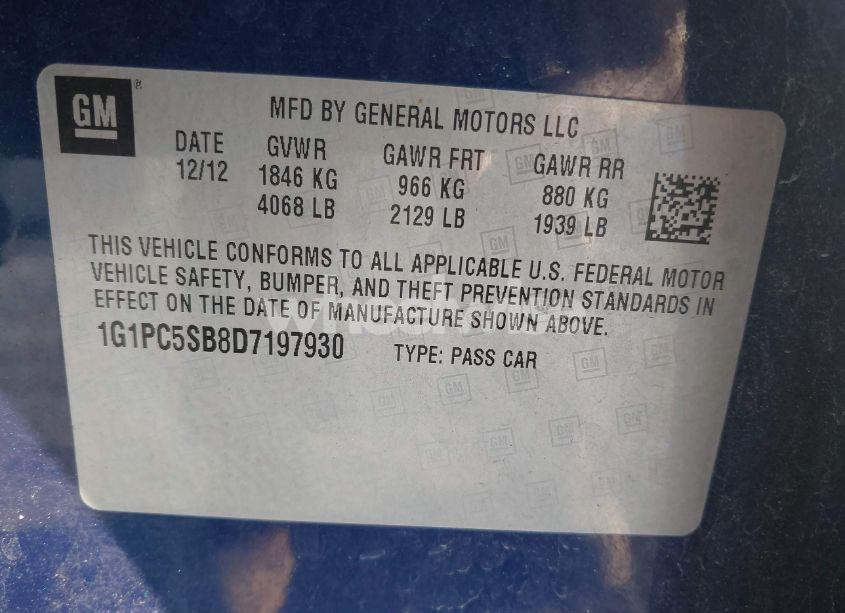 GM
MFD BY GENERAL MOTORS LLC
DATE GVWR GAWR FRT GAWR RR
12/12 1846 KG 966 KG 880 KG
4068 LB 2129 LB 1939 LB
THIS VEHICLE CONFORMS TO ALL APPLICABLE U.S. FEDERAL MOTOR
VEHICLE SAFETY, BUMPER, AND THEFT PREVENTION STANDARDS IN
EFFECT ON THE DATE OF MANUFACTURE SHOWN ABOVE.
1G1PC5SB8D7197930 TYPE: PASS CAR